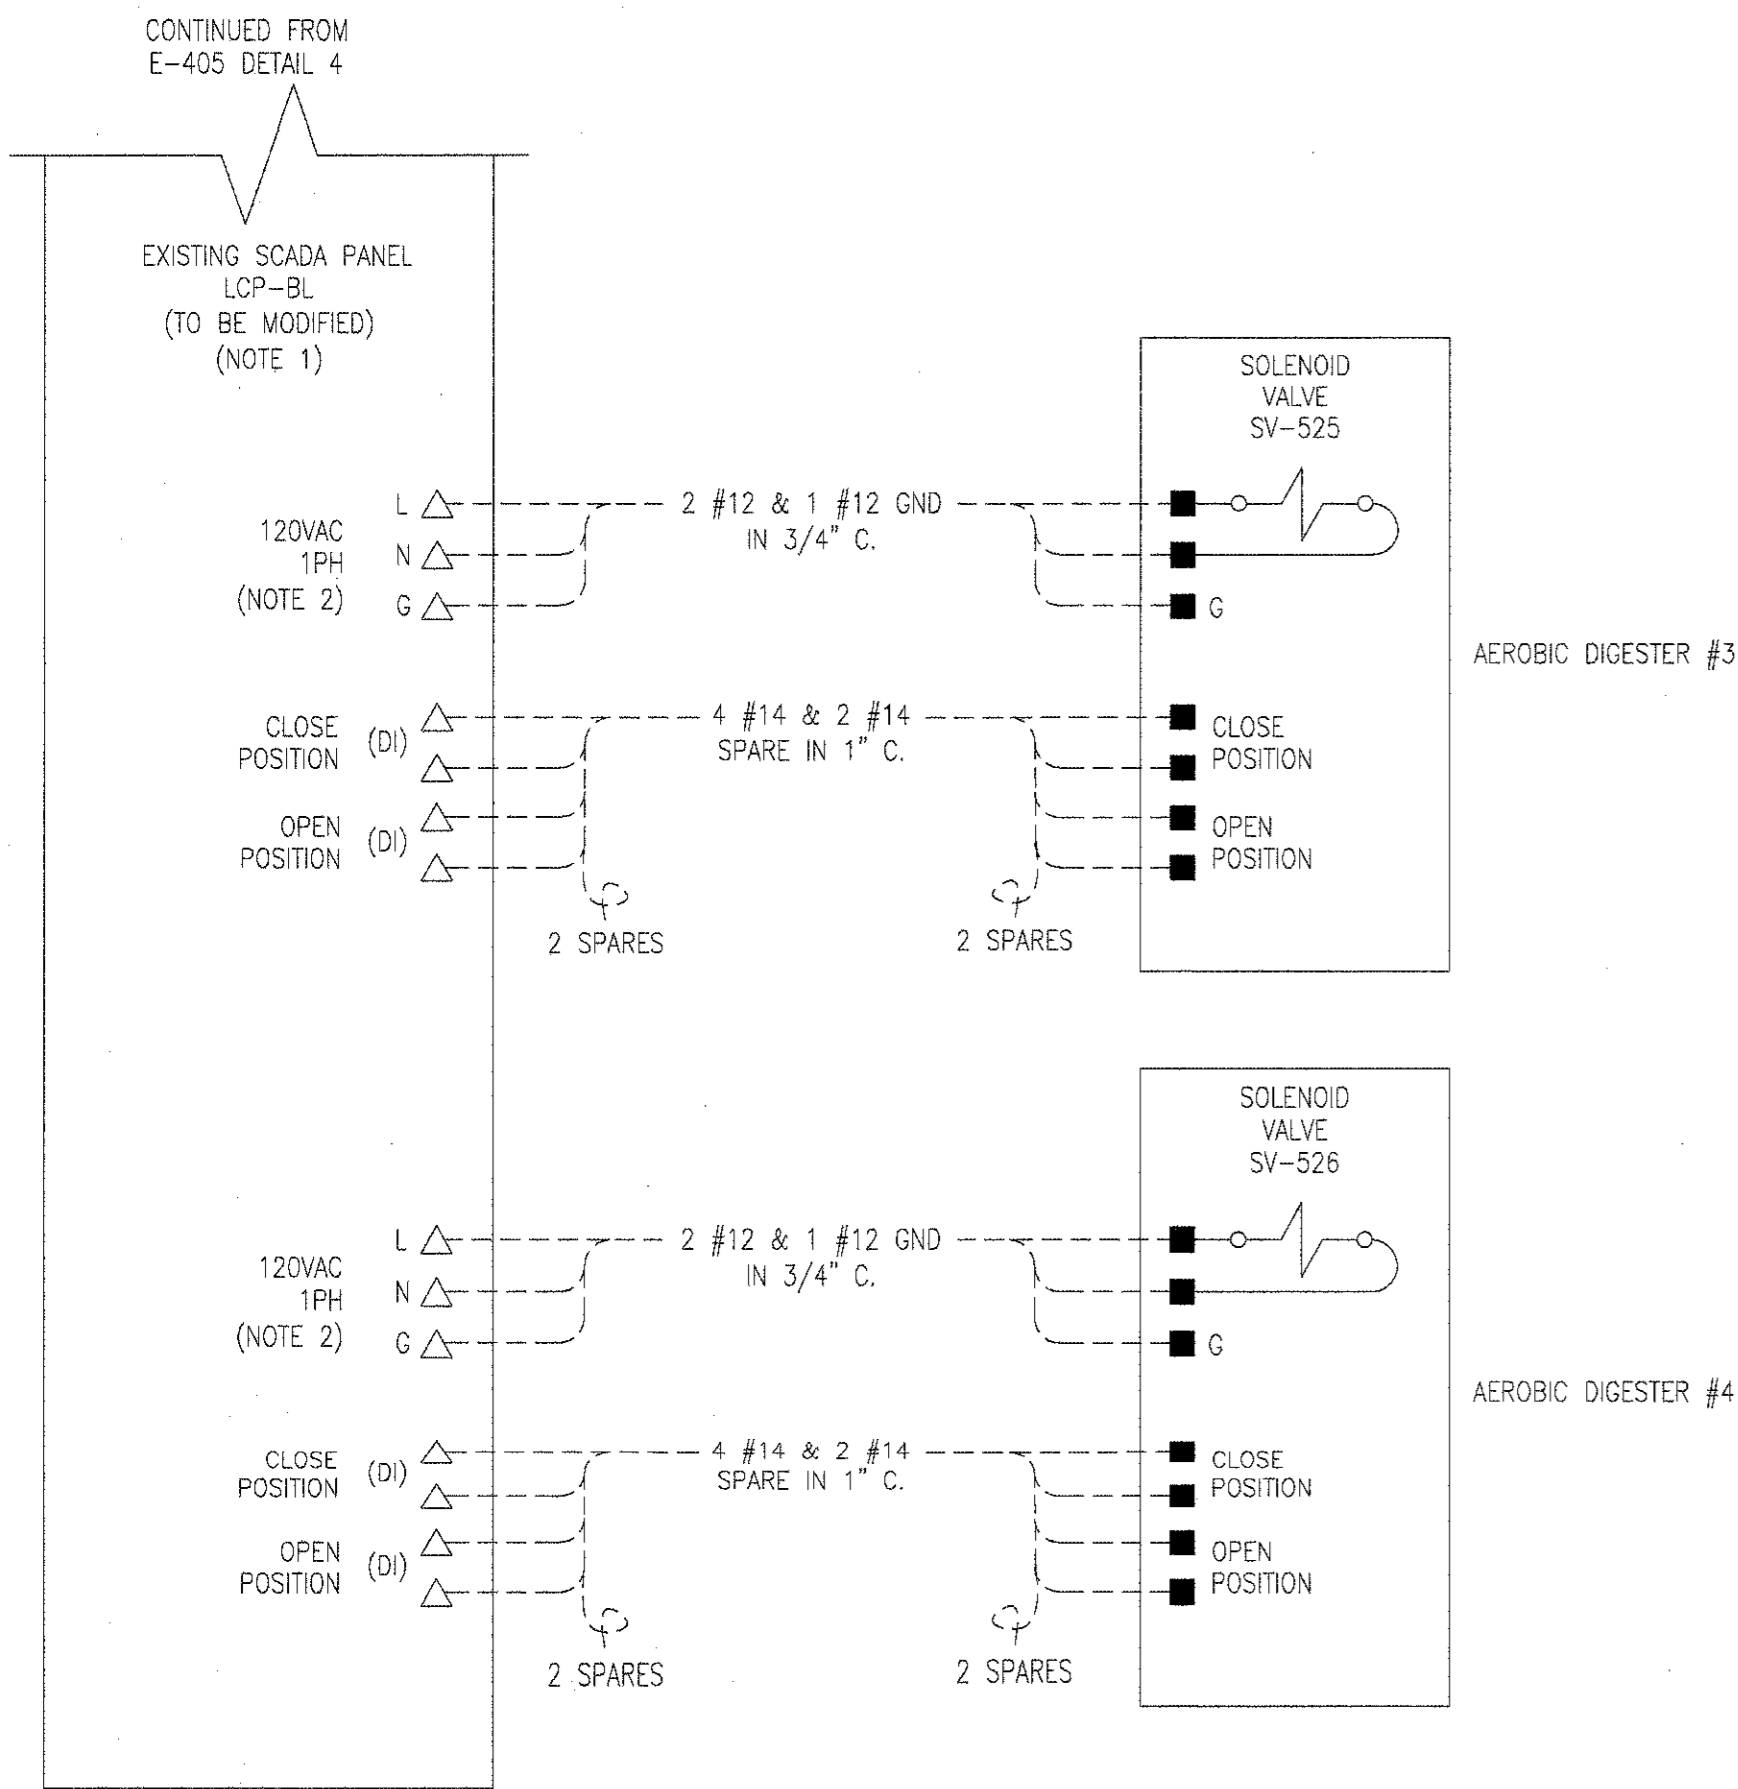 CONTINUED FROM
E-405 DETAIL 4
EXISTING SCADA PANEL
LCP-BL
(TO BE MODIFIED)
(NOTE 1)
SOLENOID
VALVE
SV-525
120VAC
1PH
(NOTE 2)
L
N
G
2 #12 & 1 #12 GND
IN 3/4" C.
G
AEROBIC DIGESTER #3
CLOSE
POSITION
(DI)
4 #14 & 2 #14
SPARE IN 1" C.
CLOSE
POSITION
OPEN
POSITION
(DI)
OPEN
POSITION
2 SPARES
2 SPARES
SOLENOID
VALVE
SV-526
120VAC
1PH
(NOTE 2)
L
N
G
2 #12 & 1 #12 GND
IN 3/4" C.
G
AEROBIC DIGESTER #4
CLOSE
POSITION
(DI)
4 #14 & 2 #14
SPARE IN 1" C.
CLOSE
POSITION
OPEN
POSITION
(DI)
OPEN
POSITION
2 SPARES
2 SPARES